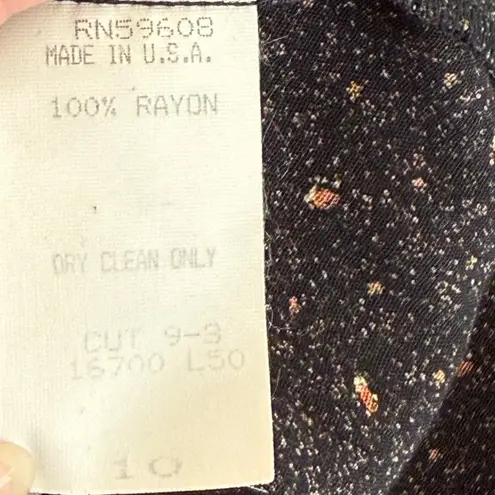 RN59608
MADE IN U.S.A.
100% RAYON
DRY CLEAN ONLY
CUT 9-3
16700 L50
10